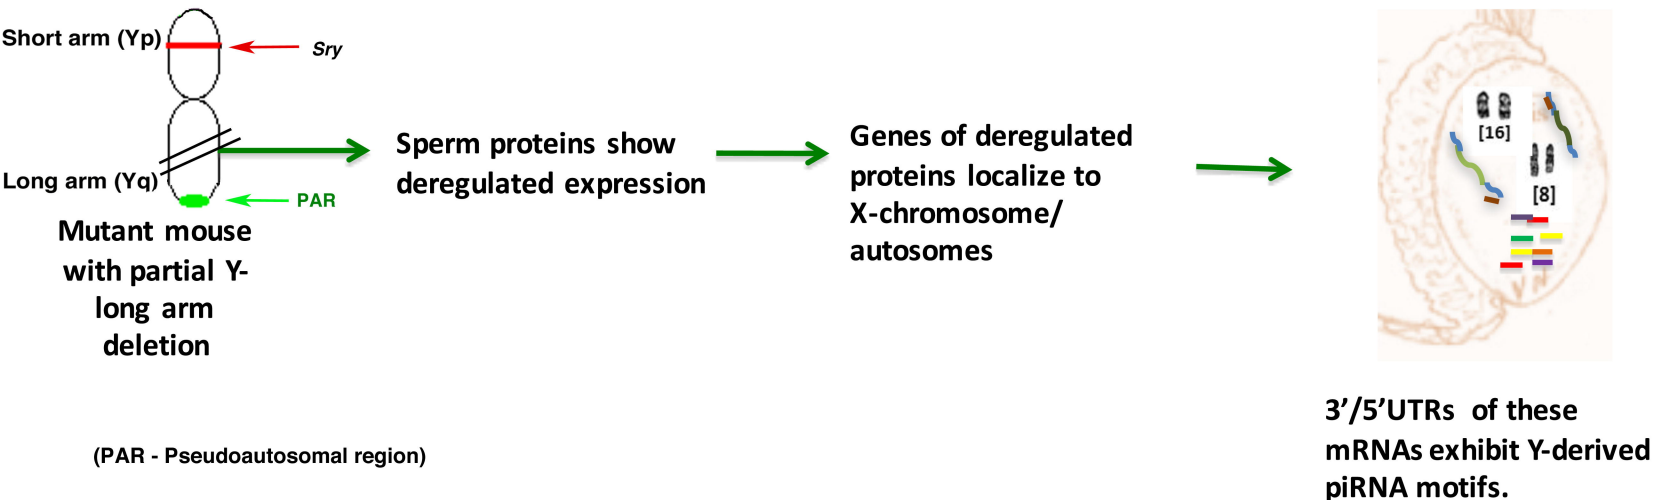 Short arm (Yp)
Sry
Long arm (Yq)
PAR
Mutant mouse
with partial Y-
long arm
deletion
(PAR - Pseudoautosomal region)
Sperm proteins show
deregulated expression
Genes of deregulated
proteins localize to
X-chromosome/
autosomes
[16]
[8]
3’/5’UTRs of these
mRNAs exhibit Y-derived
piRNA motifs.